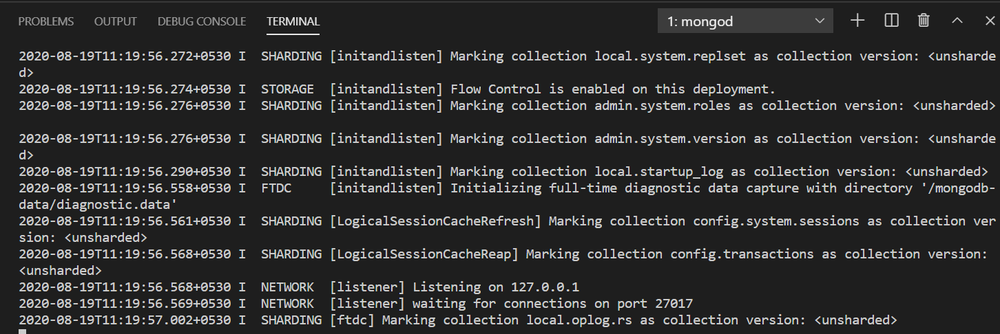 PROBLEMS OUTPUT DEBUG CONSOLE TERMINAL 1: mongod
2020-08-19T11:19:56.272+0530 I  SHARDING [initandlisten] Marking collection local.system.replset as collection version: <unsharde
d>
2020-08-19T11:19:56.274+0530 I  STORAGE  [initandlisten] Flow Control is enabled on this deployment.
2020-08-19T11:19:56.276+0530 I  SHARDING [initandlisten] Marking collection admin.system.roles as collection version: <unsharded>
2020-08-19T11:19:56.276+0530 I  SHARDING [initandlisten] Marking collection admin.system.version as collection version: <unsharde
d>
2020-08-19T11:19:56.290+0530 I  SHARDING [initandlisten] Marking collection local.startup_log as collection version: <unsharded>
2020-08-19T11:19:56.558+0530 I  FTDC     [initandlisten] Initializing full-time diagnostic data capture with directory '/mongodb-
data/diagnostic.data'
2020-08-19T11:19:56.561+0530 I  SHARDING [LogicalSessionCacheRefresh] Marking collection config.system.sessions as collection ver
sion: <unsharded>
2020-08-19T11:19:56.568+0530 I  SHARDING [LogicalSessionCacheReap] Marking collection config.transactions as collection version:
<unsharded>
2020-08-19T11:19:56.568+0530 I  NETWORK  [listener] Listening on 127.0.0.1
2020-08-19T11:19:56.569+0530 I  NETWORK  [listener] waiting for connections on port 27017
2020-08-19T11:19:57.002+0530 I  SHARDING [ftdc] Marking collection local.oplog.rs as collection version: <unsharded>